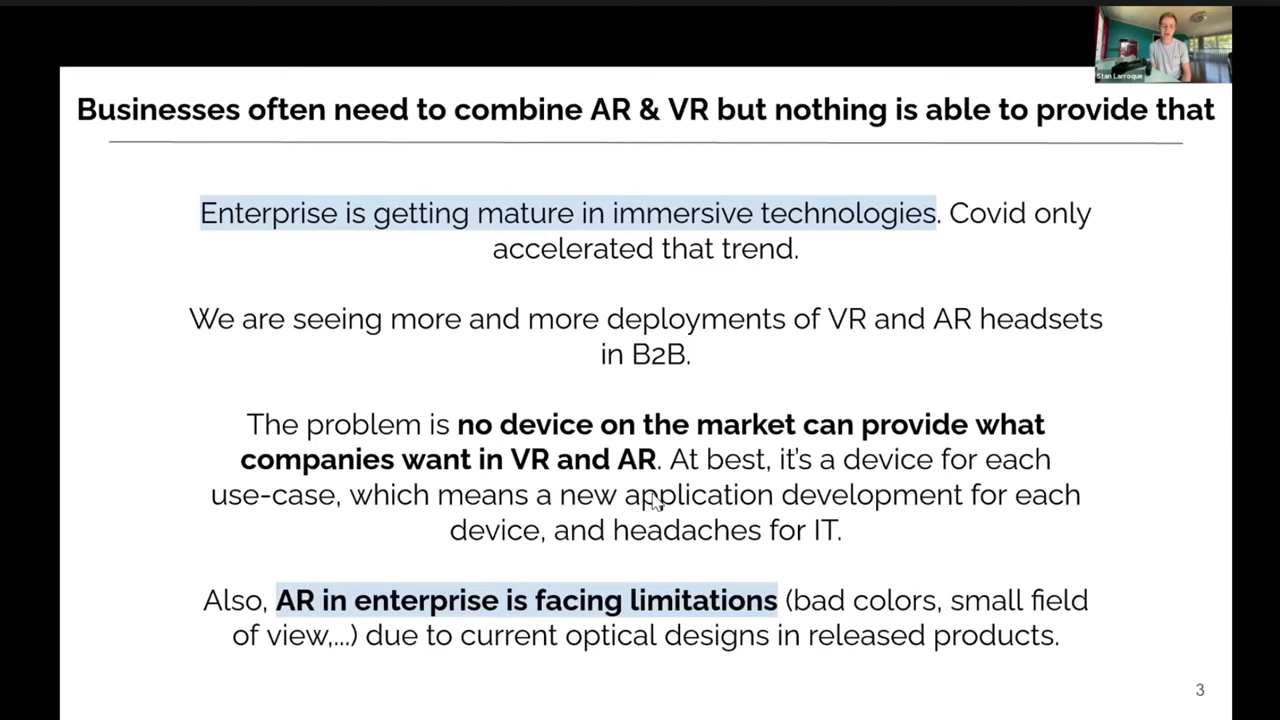 Stan Larroque
Businesses often need to combine AR & VR but nothing is able to provide that
Enterprise is getting mature in immersive technologies. Covid only
accelerated that trend.
We are seeing more and more deployments of VR and AR headsets
in B2B.
The problem is no device on the market can provide what
companies want in VR and AR. At best, it's a device for each
use-case, which means a new application development for each
device, and headaches for IT.
Also, AR in enterprise is facing limitations (bad colors, small field
of view,...) due to current optical designs in released products.
3